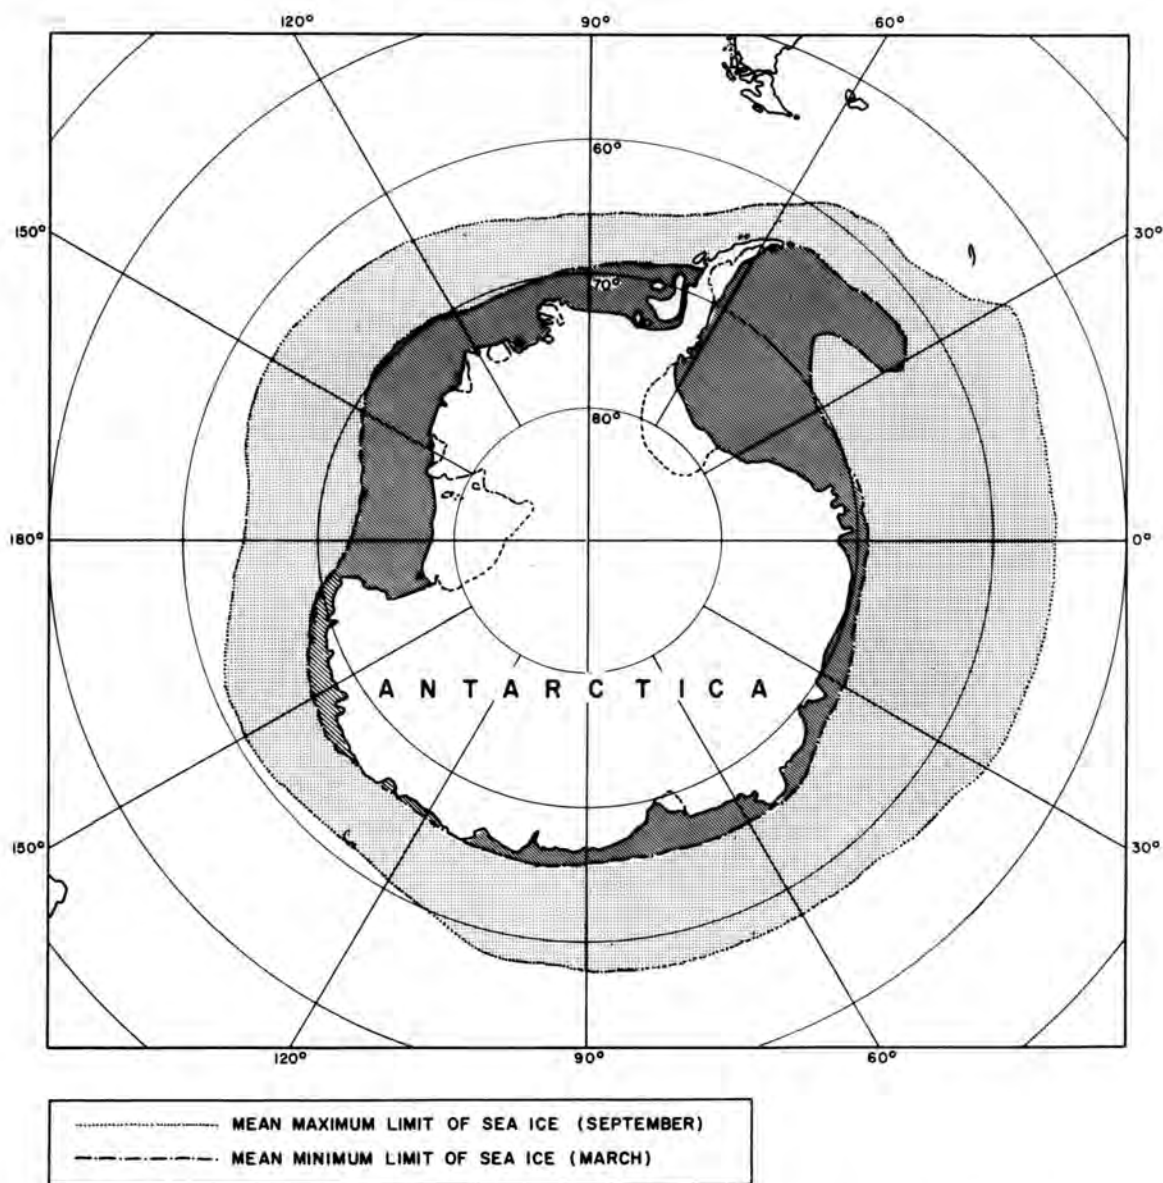 120° 90° 60°
60°
150° 30°
70°
80°
180° 0°
ANTARCTICA
150° 30°
120° 90° 60°
MEAN MAXIMUM LIMIT OF SEA ICE (SEPTEMBER)
MEAN MINIMUM LIMIT OF SEA ICE (MARCH)